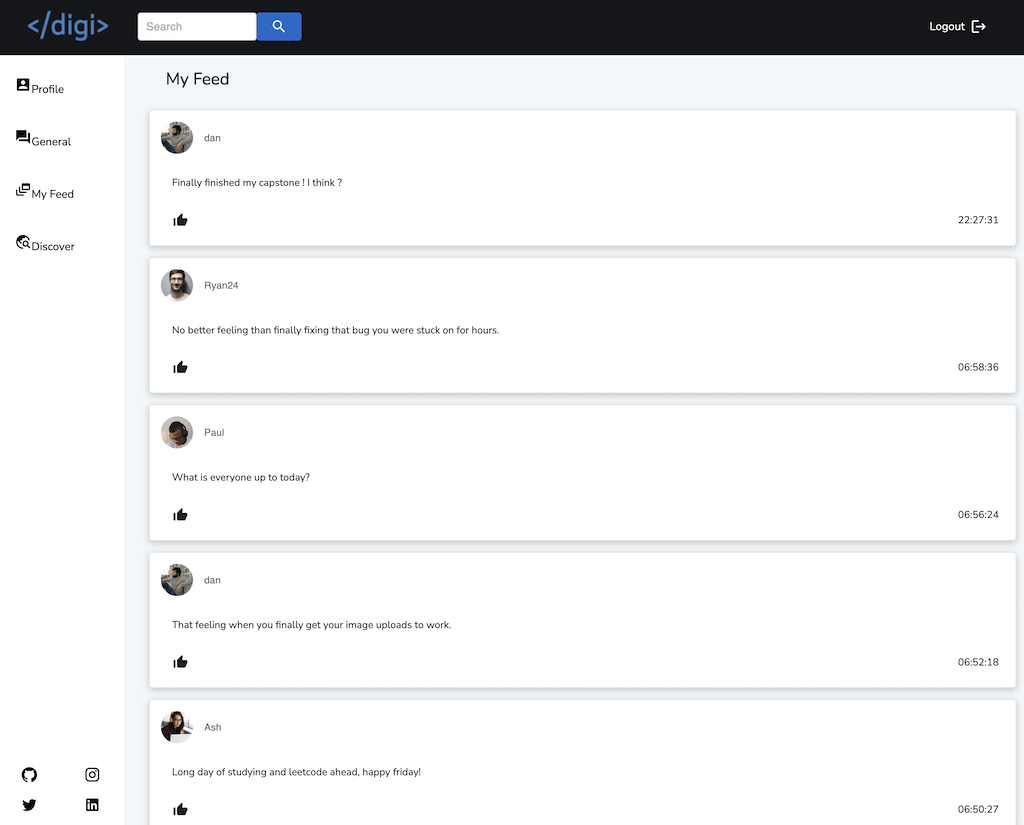 </digi>
Search
Logout
Profile
General
My Feed
Discover
My Feed
dan
Finally finished my capstone ! I think ?
22:27:31
Ryan24
No better feeling than finally fixing that bug you were stuck on for hours.
06:58:36
Paul
What is everyone up to today?
06:56:24
dan
That feeling when you finally get your image uploads to work.
06:52:18
Ash
Long day of studying and leetcode ahead, happy friday!
06:50:27